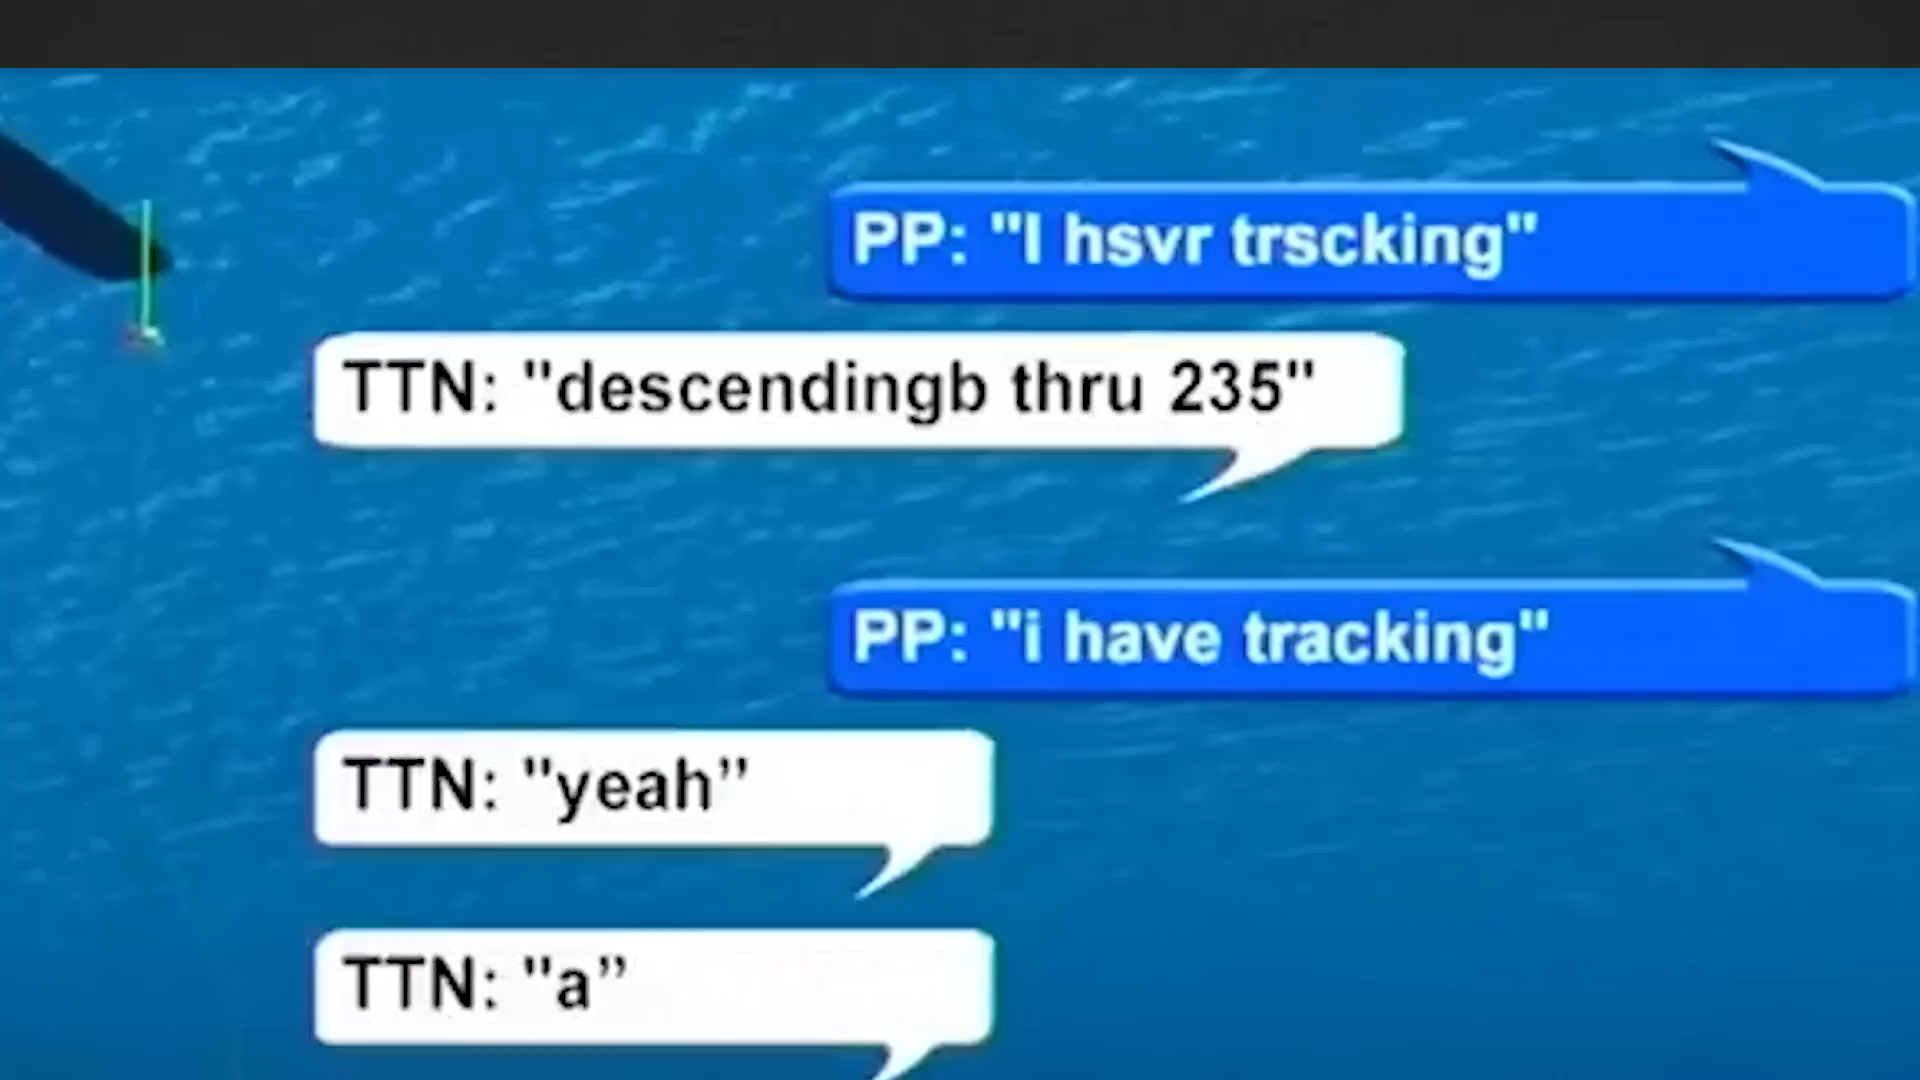 PP: "I hsvr trscking"
TTN: "descendingb thru 235"
PP: "i have tracking"
TTN: "yeah”
TTN: "a”